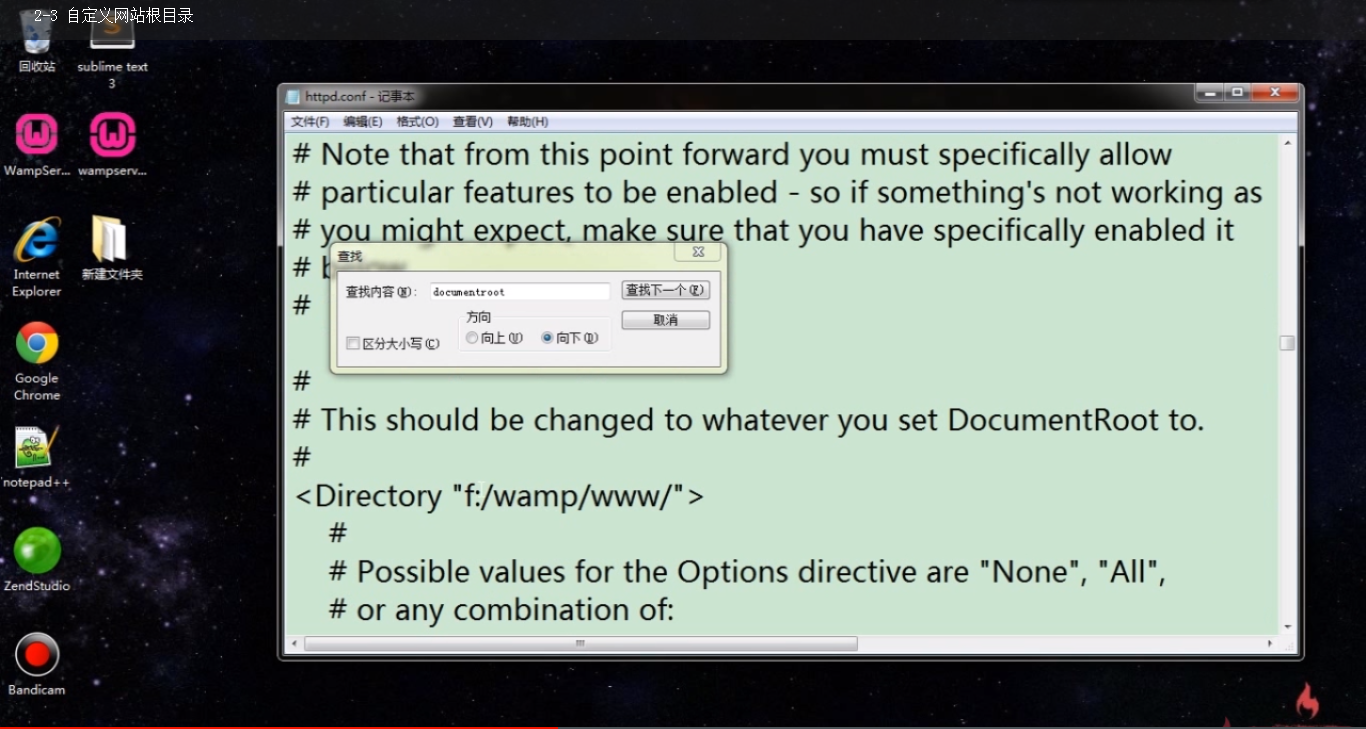 2-3 自定义网站根目录
回收站
sublime text
3
WampSer...
wampserv...
Internet
Explorer
新建文件夹
Google
Chrome
notepad++
ZendStudio
Bandicam
httpd.conf - 记事本
文件(F) 编辑(E) 格式(O) 查看(V) 帮助(H)
# Note that from this point forward you must specifically allow
# particular features to be enabled - so if something's not working as
# you might expect, make sure that you have specifically enabled it
#
#
查找
查找内容(N):
documentroot
查找下一个(F)
方向
取消
区分大小写(C)
向上(U)
向下(D)
#
# This should be changed to whatever you set DocumentRoot to.
#
<Directory "f:/wamp/www/">
#
# Possible values for the Options directive are "None", "All",
# or any combination of: